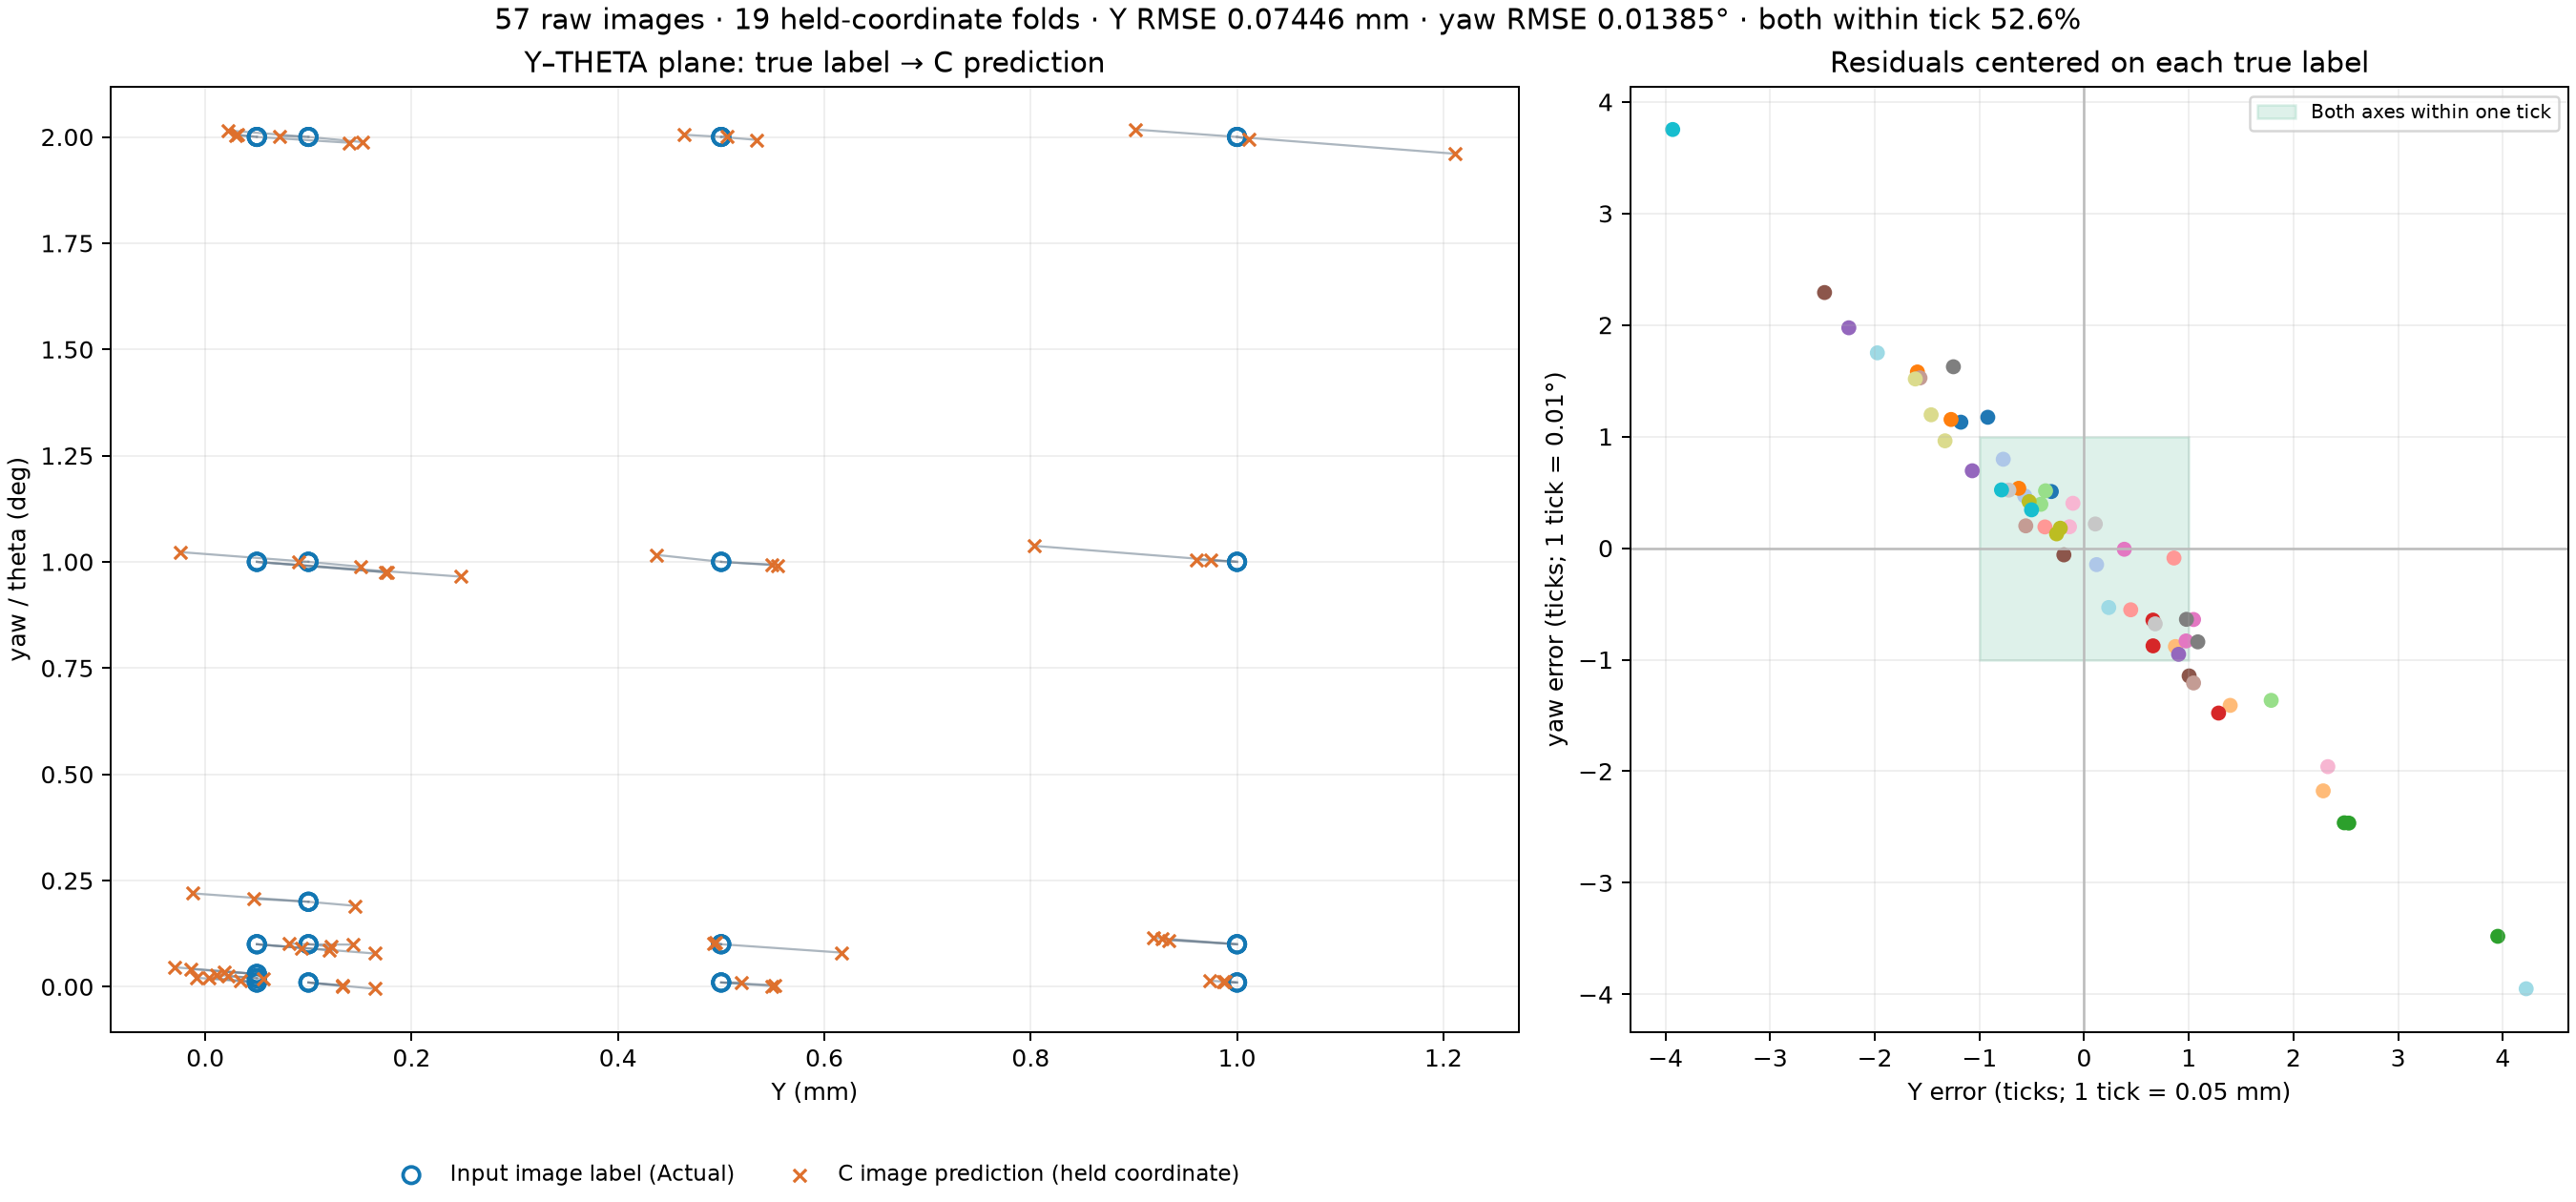 57 raw images · 19 held-coordinate folds · Y RMSE 0.07446 mm · yaw RMSE 0.01385° · both within tick 52.6%
Y–THETA plane: true label → C prediction
yaw / theta (deg)
2.00
1.75
1.50
1.25
1.00
0.75
0.50
0.25
0.00
0.0 0.2 0.4 0.6 0.8 1.0 1.2
Y (mm)
Input image label (Actual)
C image prediction (held coordinate)
Residuals centered on each true label
Both axes within one tick
yaw error (ticks; 1 tick = 0.01°)
4
3
2
1
0
−1
−2
−3
−4
−4 −3 −2 −1 0 1 2 3 4
Y error (ticks; 1 tick = 0.05 mm)